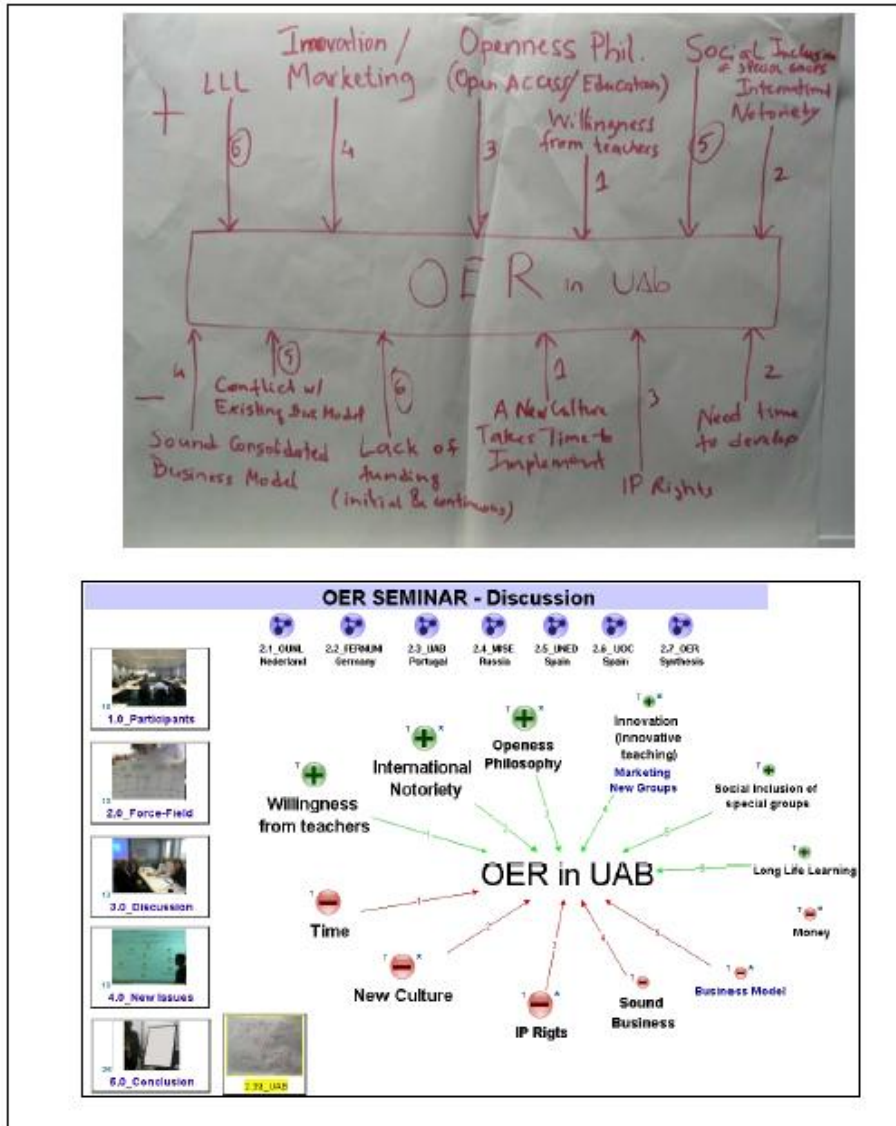 +
LLL
Innovation /
Marketing
Openness Phil.
(Open Access/ Education)
Willingness
from teachers
Social Inclusion
of special groups
International
Notoriety
6
4
3
1
5
2
OER in UAb
4
5
6
1
3
2
−
Conflict w/
Existing Bus Model
Sound Consolidated
Business Model
Lack of
funding
(initial & continuous)
A New Culture
Takes Time to
Implement
IP Rights
Need time
to develop
OER SEMINAR - Discussion
2.1_OUNL
Nederland
2.2_FERNUNI
Germany
2.3_UAB
Portugal
2.4_MISE
Russia
2.5_UNED
Spain
2.6_UOC
Spain
2.7_OER
Synthesis
1.0_Participants
2.0_Force-Field
3.0_Discussion
4.0_New Issues
5.0_Conclusion
2.39_UAB
Willingness
from teachers
International
Notoriety
Openess
Philosophy
Innovation
(innovative
teaching)
Marketing
New Groups
Social Inclusion of
special groups
Long Life Learning
OER in UAB
Time
New Culture
IP Rigts
Sound
Business
Business Model
Money